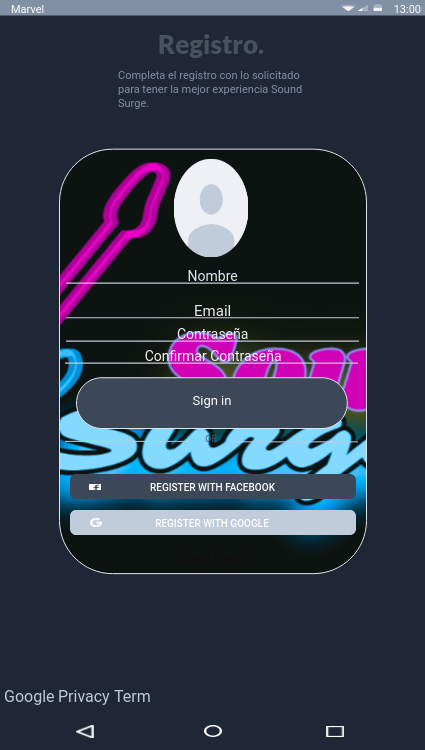 Marvel 13:00
Registro.
Completa el registro con lo solicitado
para tener la mejor experiencia Sound
Surge.
Nombre
Email
Contraseña
Confirmar Contraseña
Sign in
OR
REGISTER WITH FACEBOOK
REGISTER WITH GOOGLE
Google Privacy Term